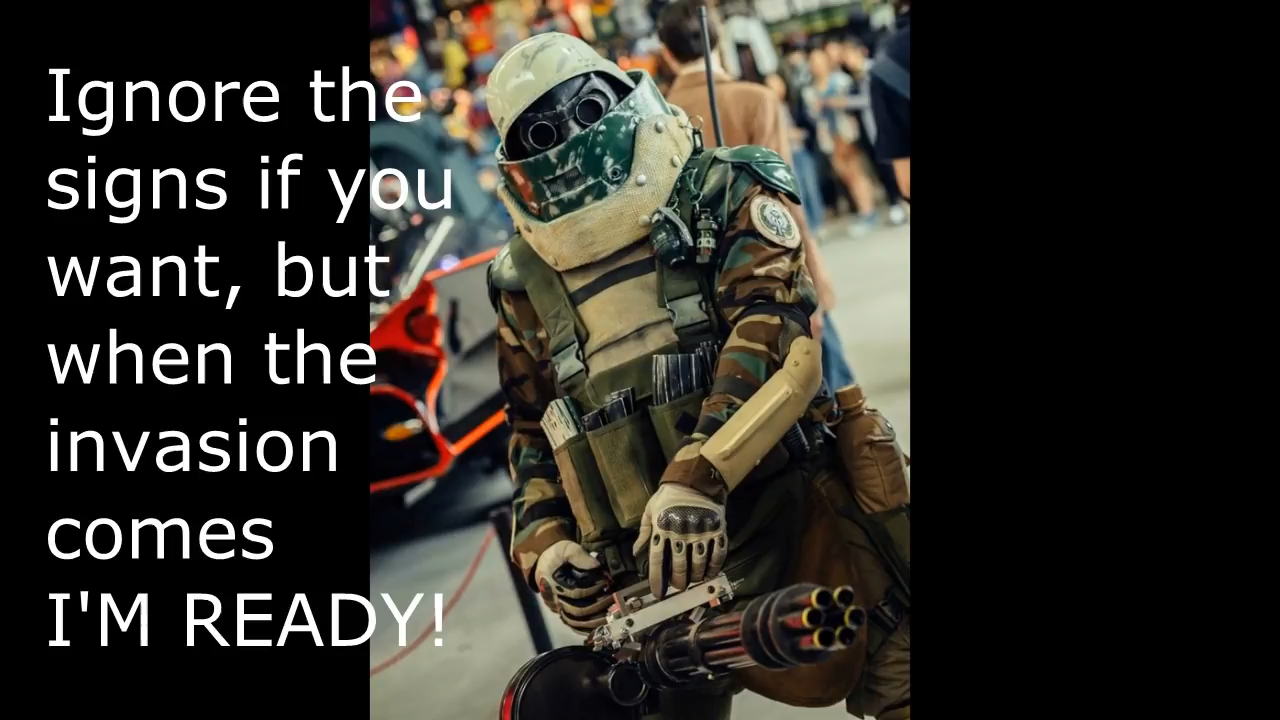 Ignore the
signs if you
want, but
when the
invasion
comes
I'M READY!